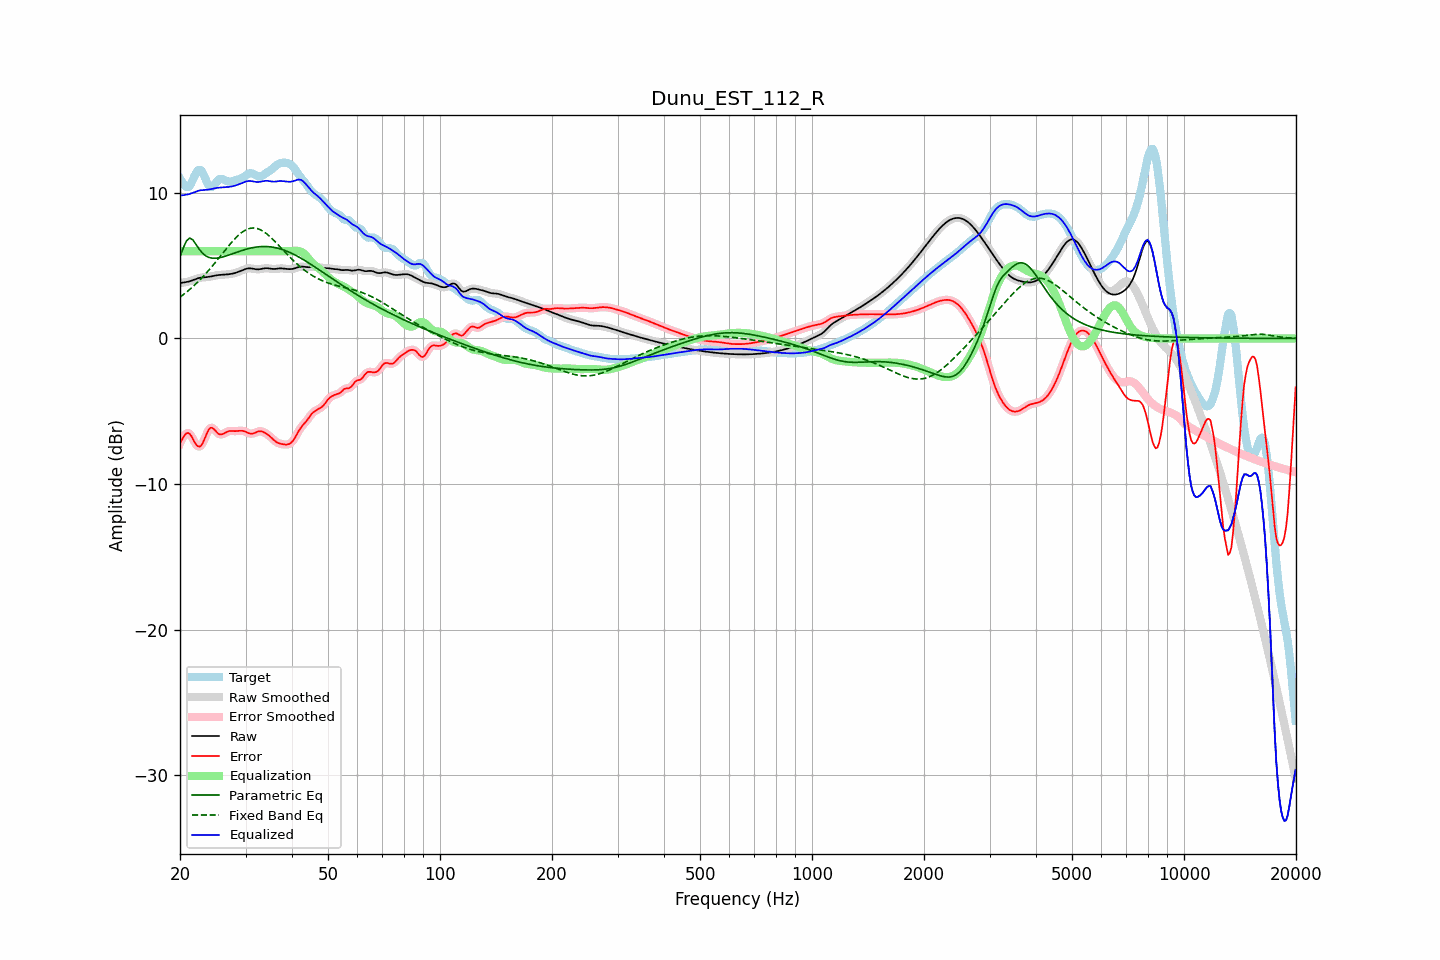 Dunu_EST_112_R
Amplitude (dBr)
10
0
−10
−20
−30
Target
Raw Smoothed
Error Smoothed
Raw
Error
Equalization
Parametric Eq
Fixed Band Eq
Equalized
20 50 100 200 500 1000 2000 5000 10000 20000
Frequency (Hz)